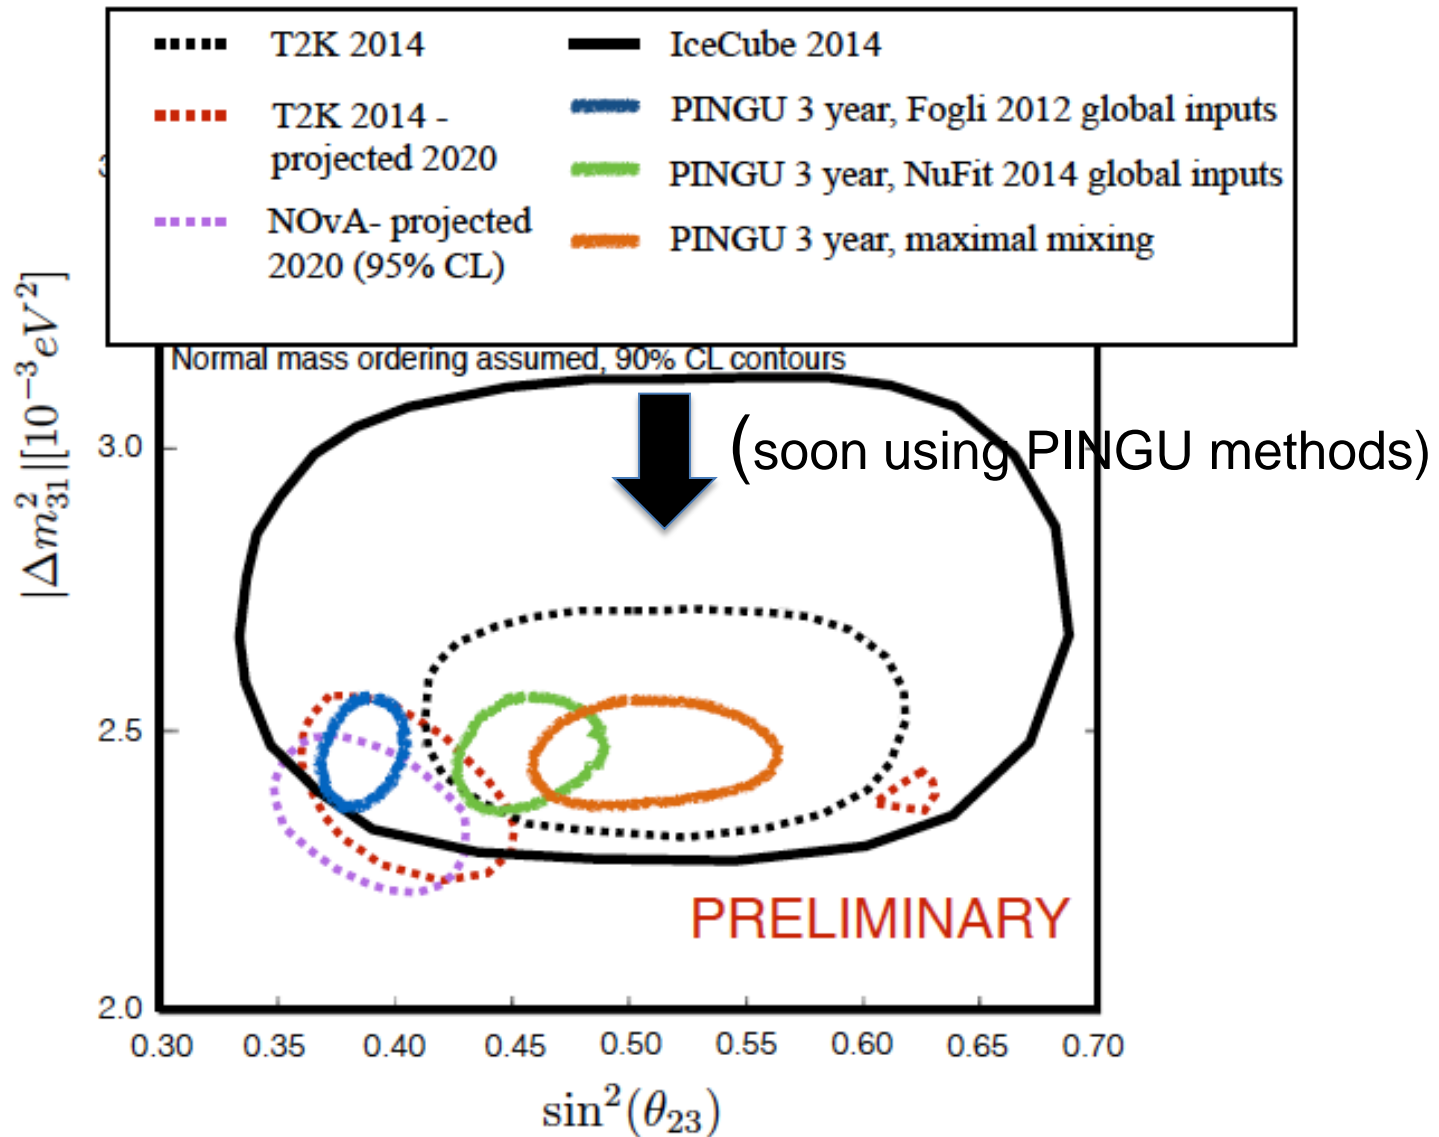 T2K 2014
T2K 2014 -
projected 2020
NOvA- projected
2020 (95% CL)
IceCube 2014
PINGU 3 year, Fogli 2012 global inputs
PINGU 3 year, NuFit 2014 global inputs
PINGU 3 year, maximal mixing
Normal mass ordering assumed, 90% CL contours
(soon using PINGU methods)
|Δm²₃₁|[10⁻³eV²]
3.0
2.5
2.0
PRELIMINARY
0.30 0.35 0.40 0.45 0.50 0.55 0.60 0.65 0.70
sin²(θ₂₃)